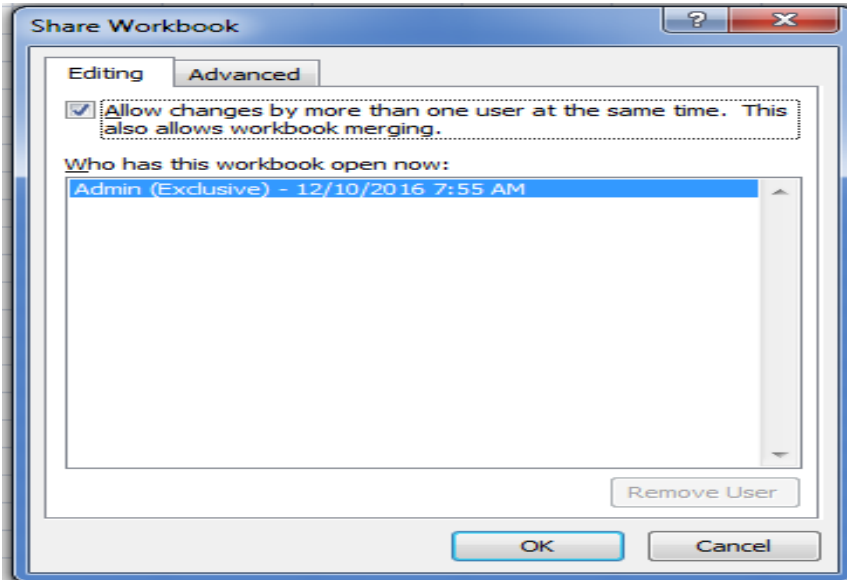 Share Workbook
?
Editing
Advanced
Allow changes by more than one user at the same time. This
also allows workbook merging.
Who has this workbook open now:
Admin (Exclusive) - 12/10/2016 7:55 AM
Remove User
OK
Cancel